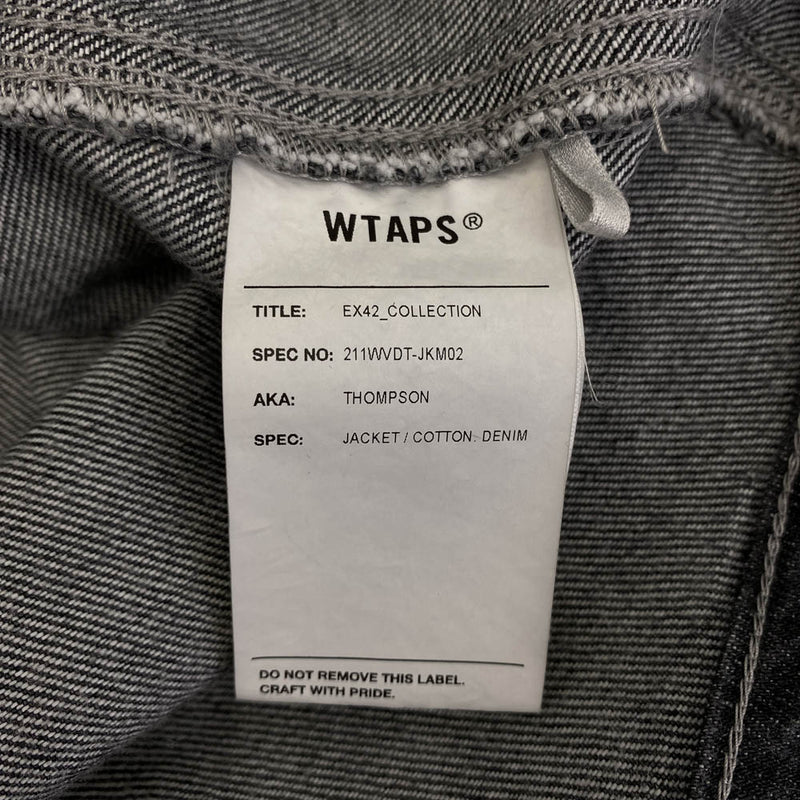 WTAPS®
TITLE: EX42_COLLECTION
SPEC NO: 211WVDT-JKM02
AKA: THOMPSON
SPEC: JACKET / COTTON. DENIM
DO NOT REMOVE THIS LABEL.
CRAFT WITH PRIDE.